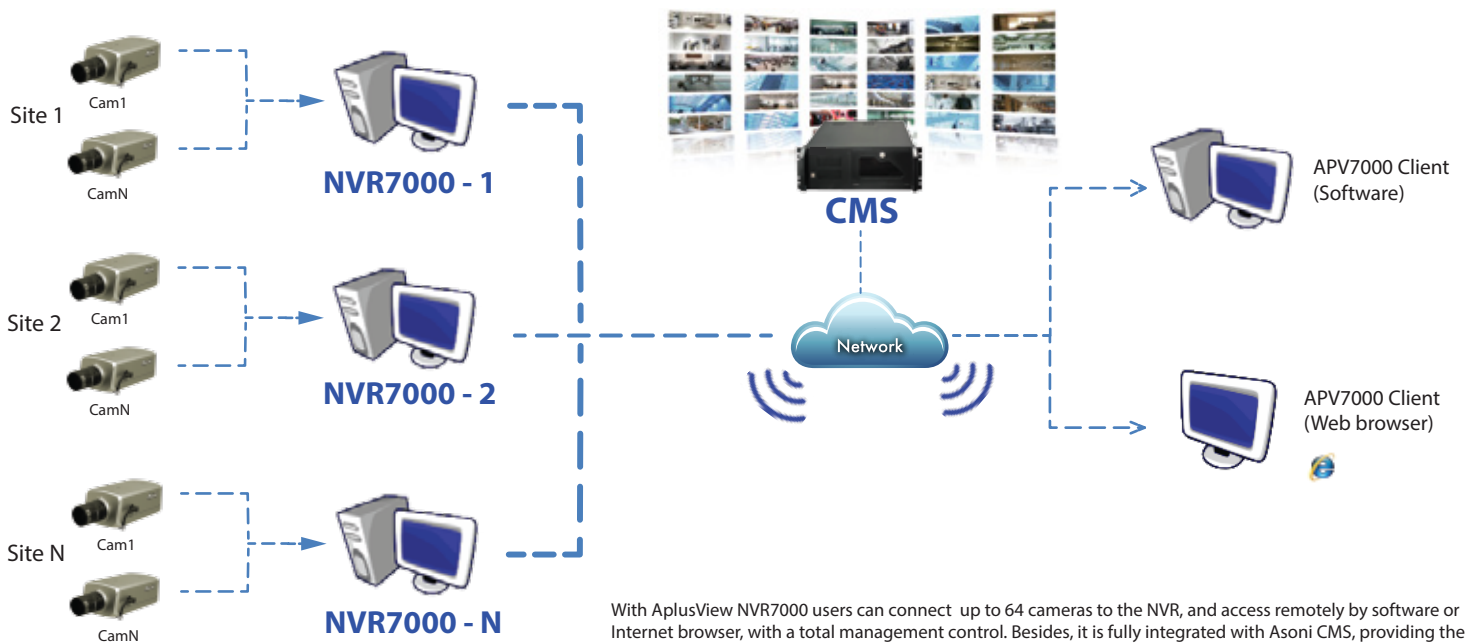 Site 1
Cam1
CamN
NVR7000 - 1
Site 2
Cam1
CamN
NVR7000 - 2
Site N
Cam1
CamN
NVR7000 - N
CMS
Network
APV7000 Client
(Software)
APV7000 Client
(Web browser)
With AplusView NVR7000 users can connect up to 64 cameras to the NVR, and access remotely by software or
Internet browser, with a total management control. Besides, it is fully integrated with Asoni CMS, providing the